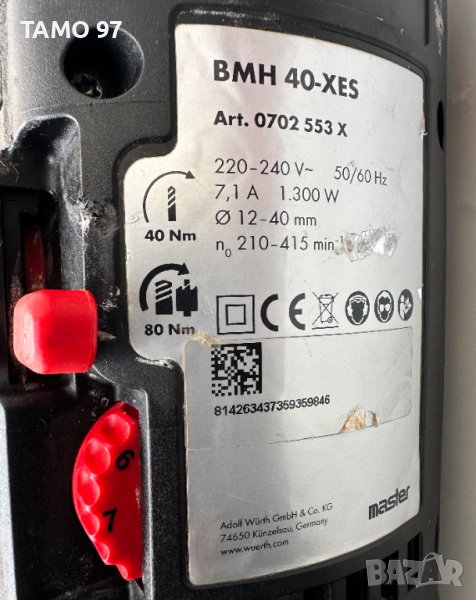 TAMO 97
BMH 40-XES
Art. 0702 553 X
220-240 V~ 50/60 Hz
7,1 A 1.300 W
Ø 12-40 mm
n0 210-415 min
40 Nm
80 Nm
CE
814263437359359846
6
7
Adolf Würth GmbH & Co. KG
74650 Künzelsau, Germany
www.wuerth.com
master
BAZAR